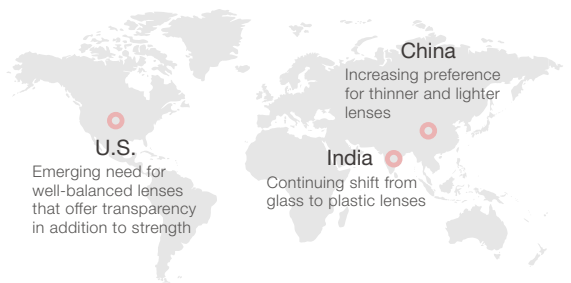 China
Increasing preference
for thinner and lighter
lenses
U.S.
Emerging need for
well-balanced lenses
that offer transparency
in addition to strength
India
Continuing shift from
glass to plastic lenses